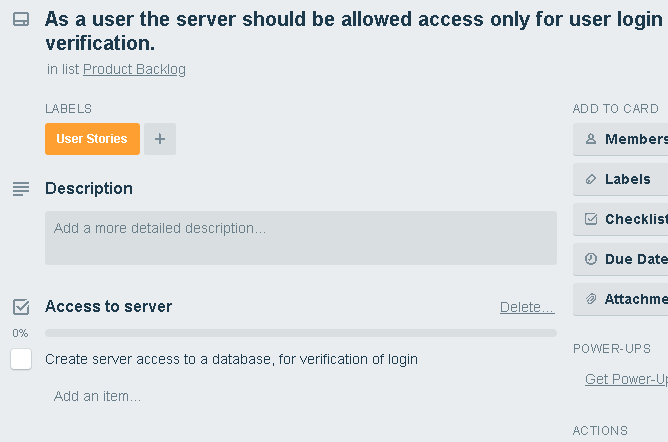 As a user the server should be allowed access only for user login
verification.
in list Product Backlog
LABELS
User Stories
+
Description
Add a more detailed description...
Access to server
Delete...
0%
Create server access to a database, for verification of login
Add an item...
ADD TO CARD
Members
Labels
Checklist
Due Date
Attachme
POWER-UPS
Get Power-Up
ACTIONS